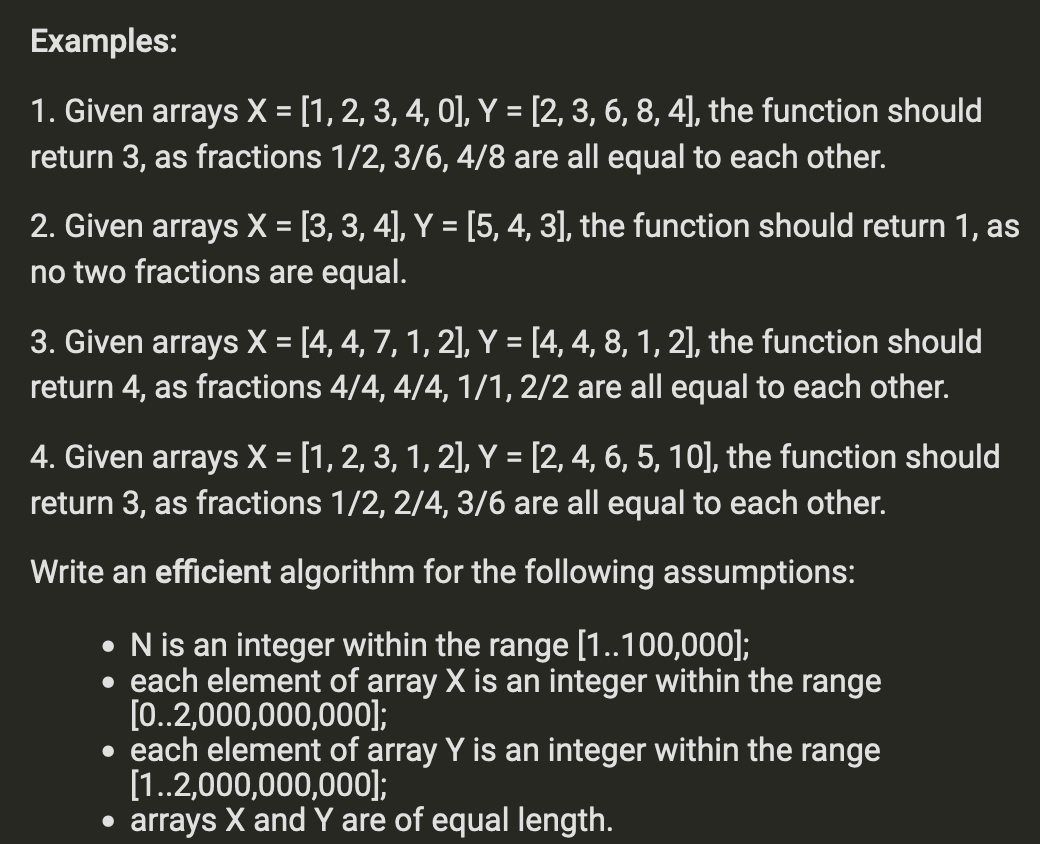 Examples:
1. Given arrays X = [1, 2, 3, 4, 0], Y = [2, 3, 6, 8, 4], the function should
return 3, as fractions 1/2, 3/6, 4/8 are all equal to each other.
2. Given arrays X = [3, 3, 4], Y = [5, 4, 3], the function should return 1, as
no two fractions are equal.
3. Given arrays X = [4, 4, 7, 1, 2], Y = [4, 4, 8, 1, 2], the function should
return 4, as fractions 4/4, 4/4, 1/1, 2/2 are all equal to each other.
4. Given arrays X = [1, 2, 3, 1, 2], Y = [2, 4, 6, 5, 10], the function should
return 3, as fractions 1/2, 2/4, 3/6 are all equal to each other.
Write an efficient algorithm for the following assumptions:
• N is an integer within the range [1..100,000];
• each element of array X is an integer within the range
[0..2,000,000,000];
• each element of array Y is an integer within the range
[1..2,000,000,000];
• arrays X and Y are of equal length.